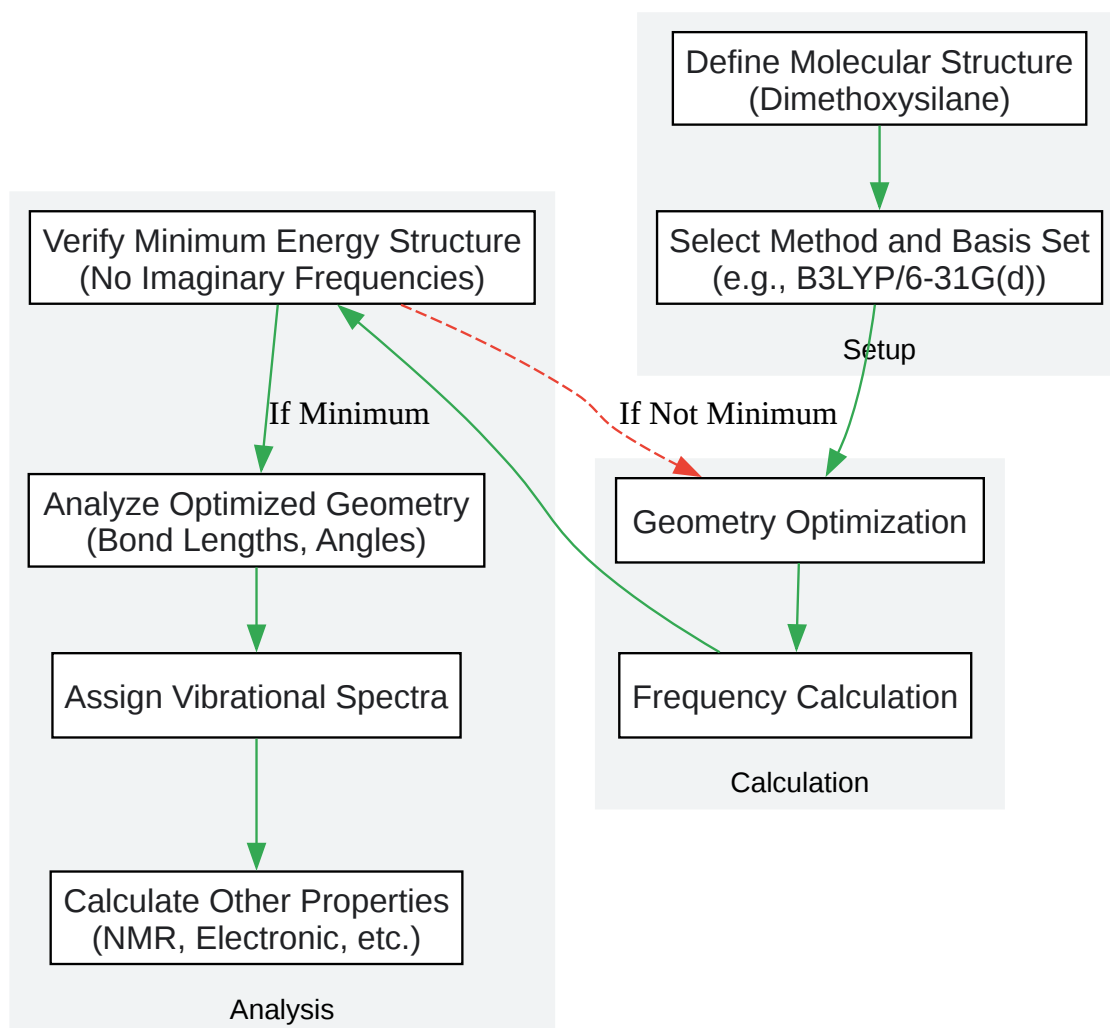 Define Molecular Structure
(Dimethoxysilane)
Select Method and Basis Set
(e.g., B3LYP/6-31G(d))
Setup
Verify Minimum Energy Structure
(No Imaginary Frequencies)
If Minimum
If Not Minimum
Geometry Optimization
Frequency Calculation
Calculation
Analyze Optimized Geometry
(Bond Lengths, Angles)
Assign Vibrational Spectra
Calculate Other Properties
(NMR, Electronic, etc.)
Analysis